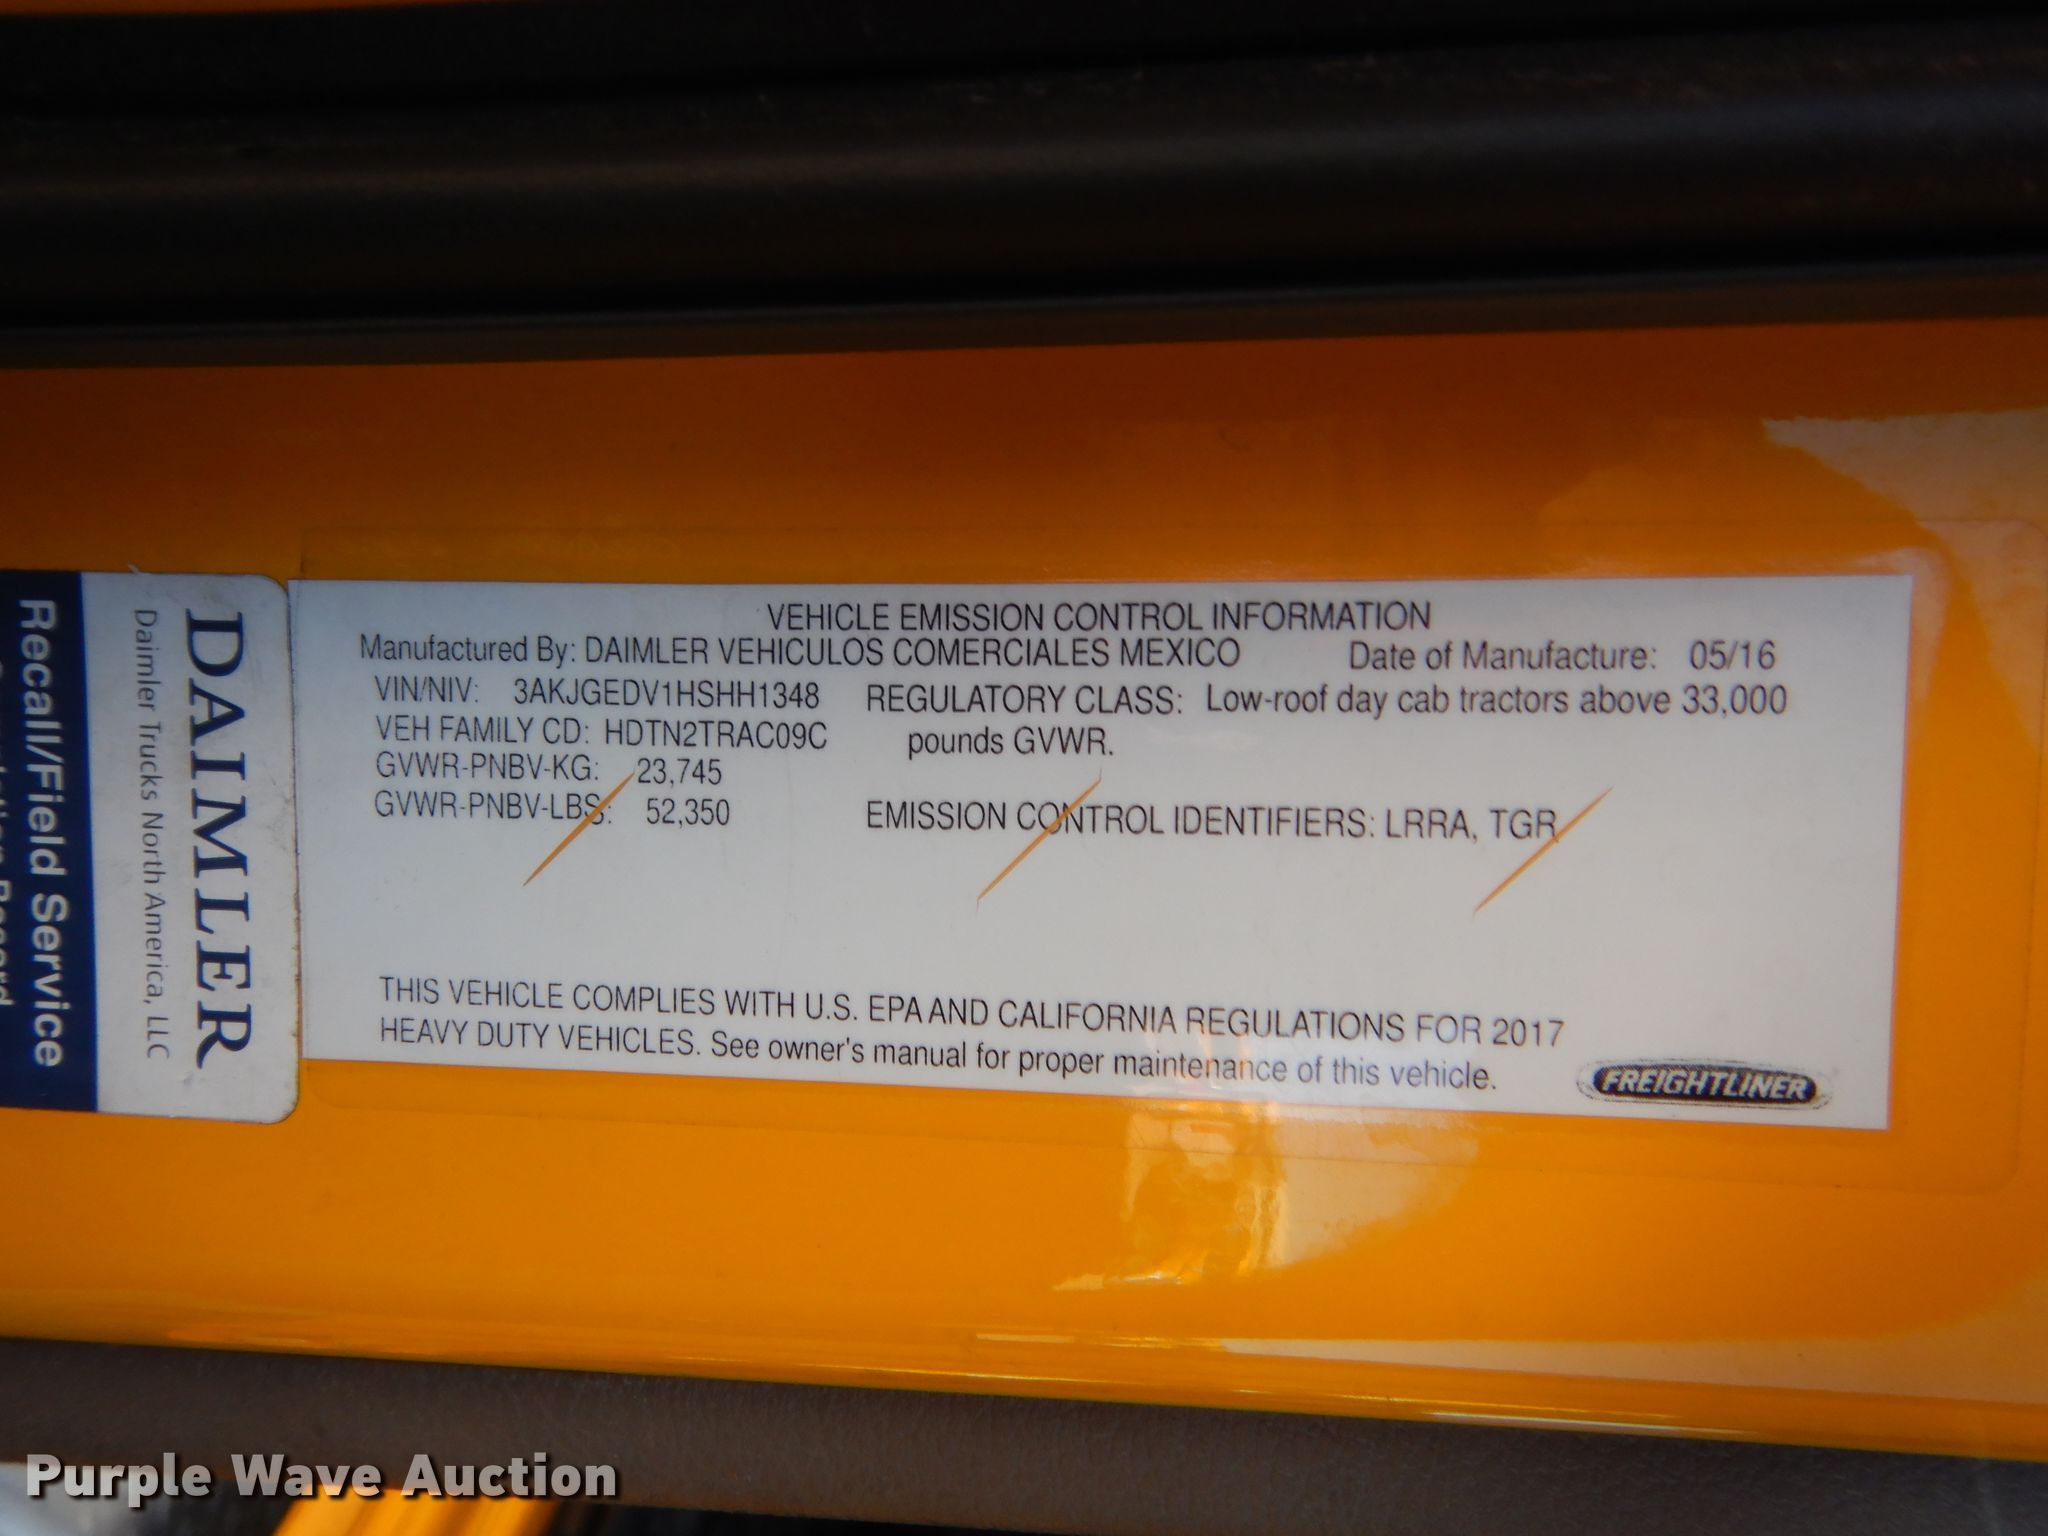 VEHICLE EMISSION CONTROL INFORMATION
Manufactured By: DAIMLER VEHICULOS COMERCIALES MEXICO Date of Manufacture: 05/16
VIN/NIV: 3AKJGEDV1HSHH1348 REGULATORY CLASS: Low-roof day cab tractors above 33,000
VEH FAMILY CD: HDTN2TRAC09C pounds GVWR.
GVWR-PNBV-KG: 23,745
GVWR-PNBV-LBS: 52,350 EMISSION CONTROL IDENTIFIERS: LRRA, TGR
THIS VEHICLE COMPLIES WITH U.S. EPA AND CALIFORNIA REGULATIONS FOR 2017
HEAVY DUTY VEHICLES. See owner's manual for proper maintenance of this vehicle.
FREIGHTLINER
DAIMLER
Daimler Trucks North America, LLC
Recall/Field Service
Purple Wave Auction